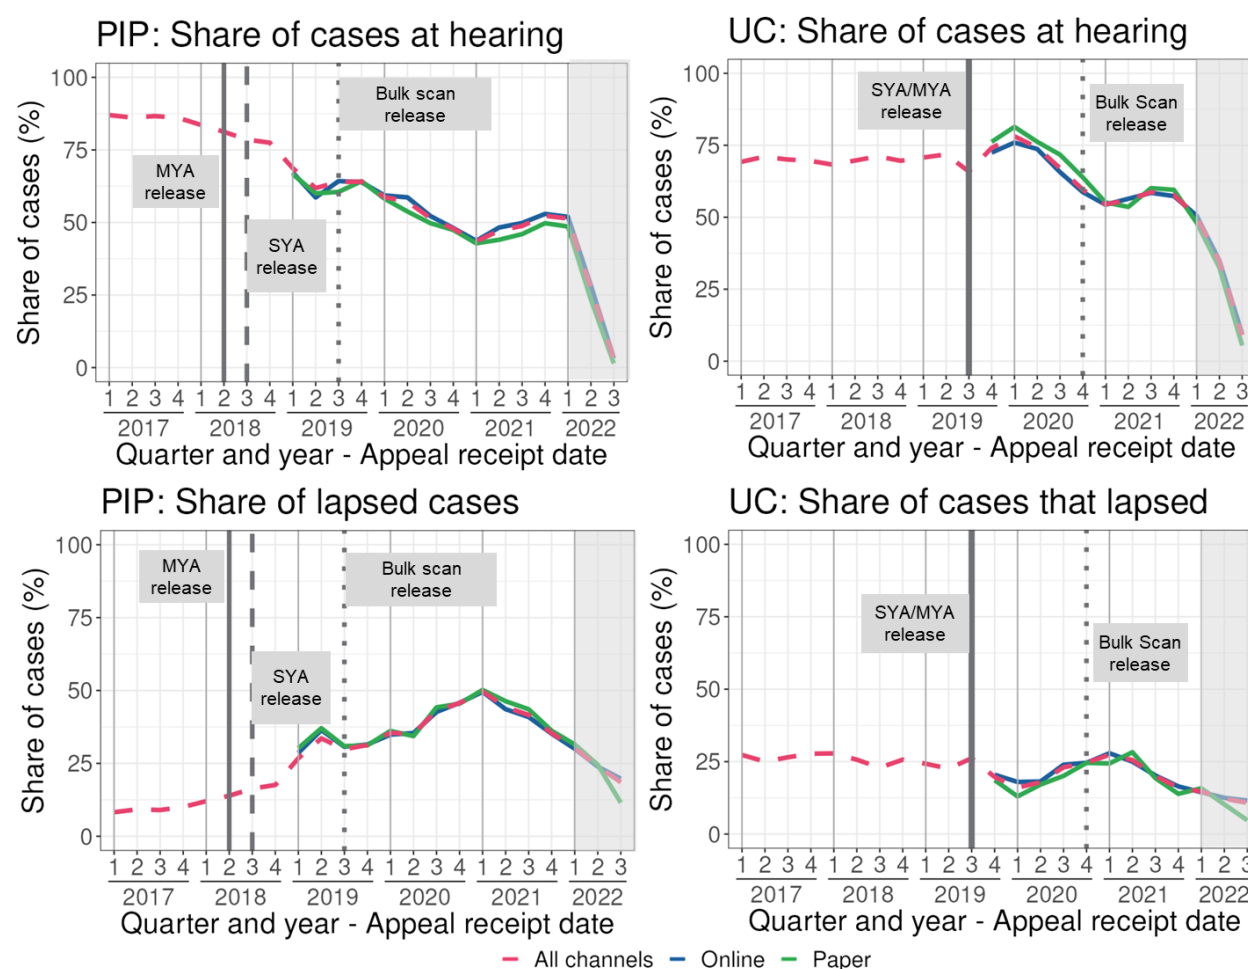 PIP: Share of cases at hearing
Share of cases (%)
100
75
50
25
0
MYA
release
SYA
release
Bulk scan
release
1 2 3 4 1 2 3 4 1 2 3 4 1 2 3 4 1 2 3 4 1 2 3
2017 2018 2019 2020 2021 2022
Quarter and year - Appeal receipt date
UC: Share of cases at hearing
Share of cases (%)
100
75
50
25
0
SYA/MYA
release
Bulk Scan
release
1 2 3 4 1 2 3 4 1 2 3 4 1 2 3 4 1 2 3 4 1 2 3
2017 2018 2019 2020 2021 2022
Quarter and year - Appeal receipt date
PIP: Share of lapsed cases
Share of cases (%)
100
75
50
25
0
MYA
release
SYA
release
Bulk scan
release
1 2 3 4 1 2 3 4 1 2 3 4 1 2 3 4 1 2 3 4 1 2 3
2017 2018 2019 2020 2021 2022
Quarter and year - Appeal receipt date
UC: Share of cases that lapsed
Share of cases (%)
100
75
50
25
0
SYA/MYA
release
Bulk Scan
release
1 2 3 4 1 2 3 4 1 2 3 4 1 2 3 4 1 2 3 4 1 2 3
2017 2018 2019 2020 2021 2022
Quarter and year - Appeal receipt date
All channels Online Paper